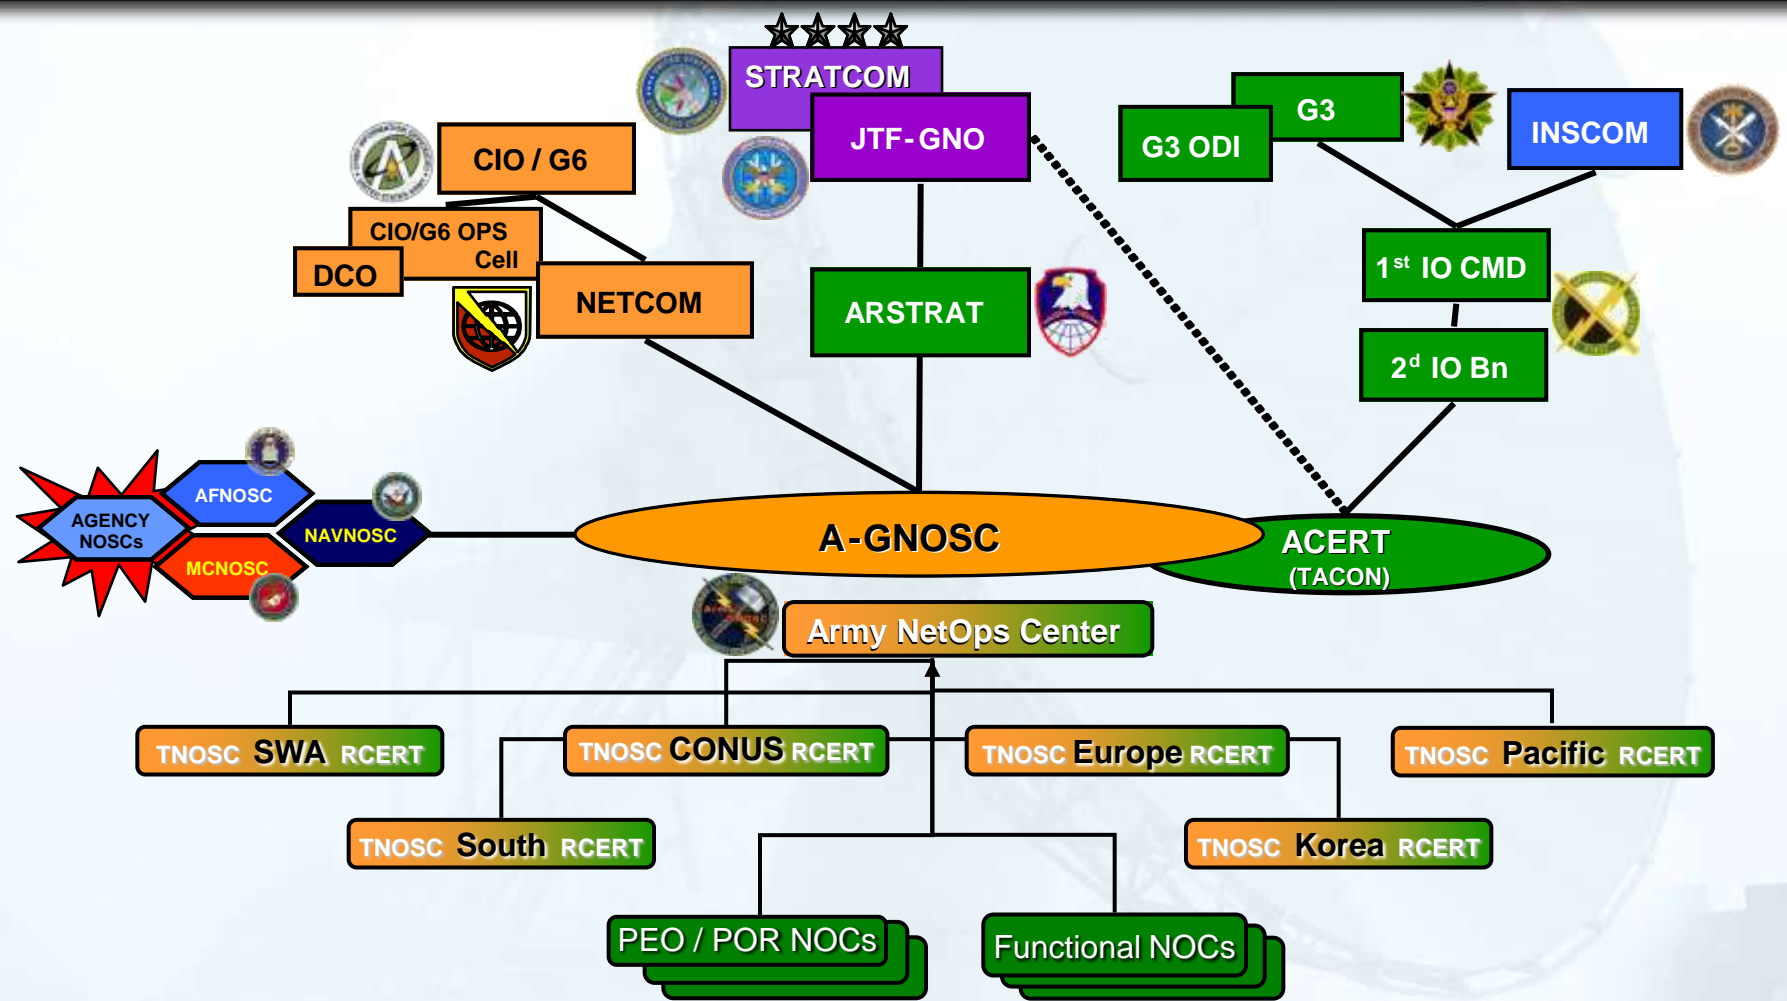 STRATCOM
JTF-GNO
CIO / G6
CIO/G6 OPS
Cell
DCO
NETCOM
ARSTRAT
G3
G3 ODI
INSCOM
1st IO CMD
2d IO Bn
AFNOSC
AGENCY
NOSCs
NAVNOSC
MCNOSC
A-GNOSC
ACERT
(TACON)
Army NetOps Center
TNOSC SWA RCERT
TNOSC CONUS RCERT
TNOSC Europe RCERT
TNOSC Pacific RCERT
TNOSC South RCERT
TNOSC Korea RCERT
PEO / POR NOCs
Functional NOCs